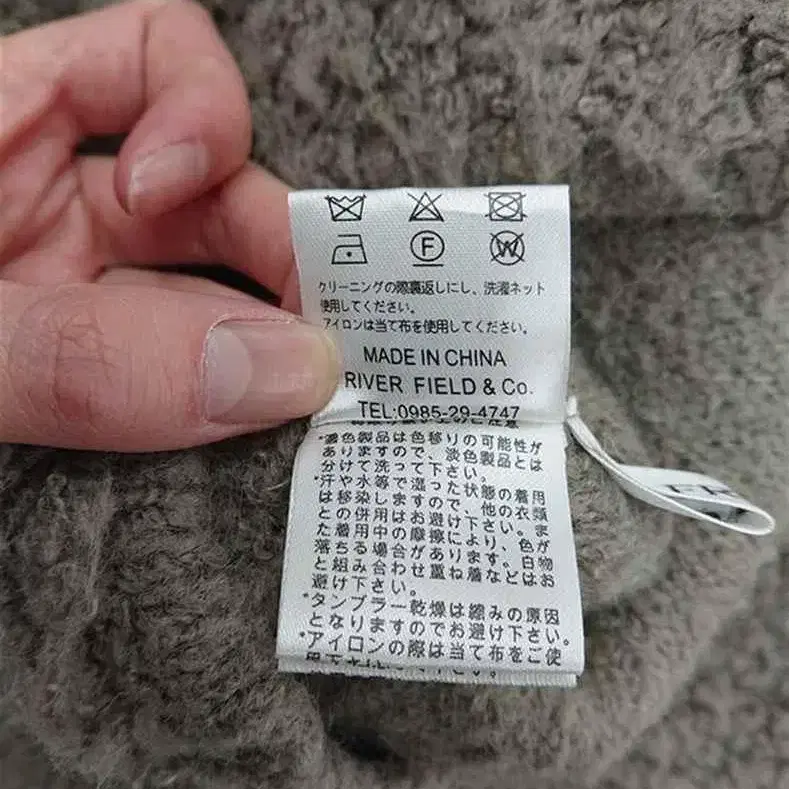 F
W
クリーニングの際裏返しにし、洗濯ネット
使用してください。
アイロンは当て布を使用してください。
MADE IN CHINA
RIVER FIELD & Co.
TEL:0985-29-4747
*濃色製品は色移りの可能性が
ありますので、淡色製品とは
分けて洗って下さい。
*汗や水等で湿った状態の着用
は移染しますので、他の衣類
との併用はお避け下さい。ま
た着用中の摩擦により、色が
落ちる場合があります。白物
と組み合わせ重ね着などはお
避け下さい。
*タンブラー乾燥は縮みの原因
となりますのでお避け下さい。
*アイロンの際は当て布をご使